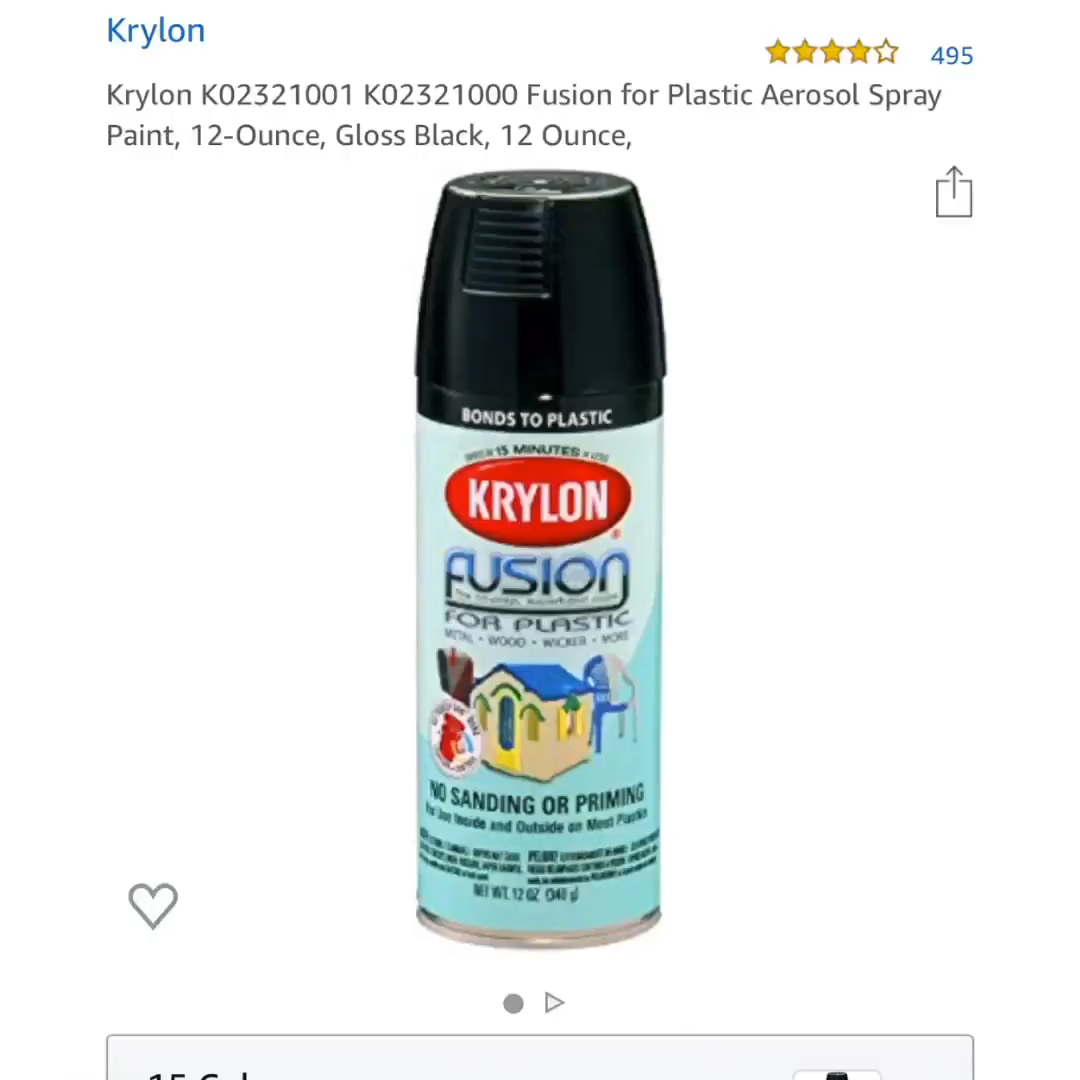 Krylon
495
Krylon K02321001 K02321000 Fusion for Plastic Aerosol Spray
Paint, 12-Ounce, Gloss Black, 12 Ounce,
BONDS TO PLASTIC
15 MINUTES
KRYLON
FUSION
FOR PLASTIC
METAL • WOOD • WICKER • MORE
NO SANDING OR PRIMING
For Use Inside and Outside on Most Plastics
NET WT. 12 OZ (340 g)